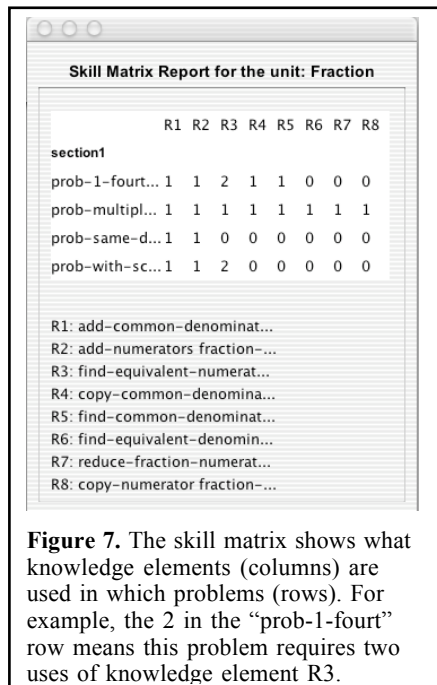 Skill Matrix Report for the unit: Fraction
R1 R2 R3 R4 R5 R6 R7 R8
section1
prob-1-fourt... 1 1 2 1 1 0 0 0
prob-multipl... 1 1 1 1 1 1 1 1
prob-same-d... 1 1 0 0 0 0 0 0
prob-with-sc... 1 1 2 0 0 0 0 0
R1: add-common-denominat...
R2: add-numerators fraction-...
R3: find-equivalent-numerat...
R4: copy-common-denomina...
R5: find-common-denominat...
R6: find-equivalent-denomin...
R7: reduce-fraction-numerat...
R8: copy-numerator fraction-...
Figure 7. The skill matrix shows what
knowledge elements (columns) are
used in which problems (rows). For
example, the 2 in the “prob-1-fourt”
row means this problem requires two
uses of knowledge element R3.